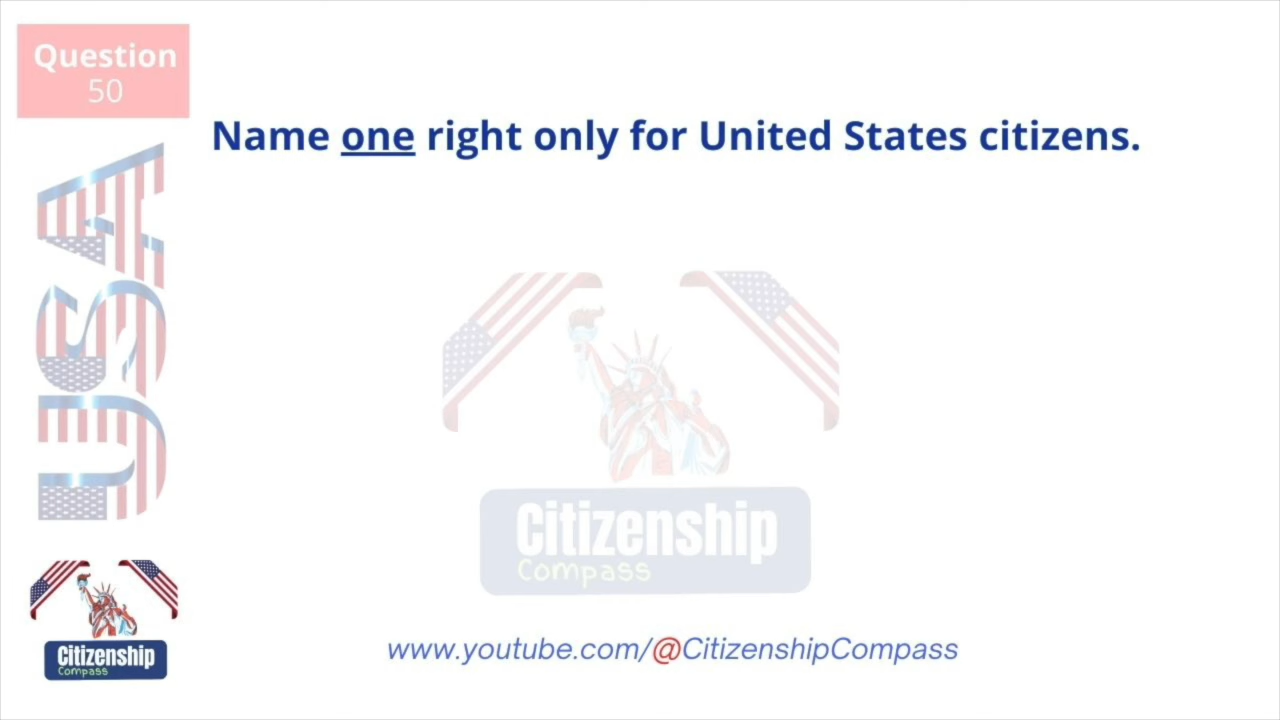 Question
50
Name one right only for United States citizens.
USA
Citizenship
Compass
Citizenship
Compass
www.youtube.com/@CitizenshipCompass